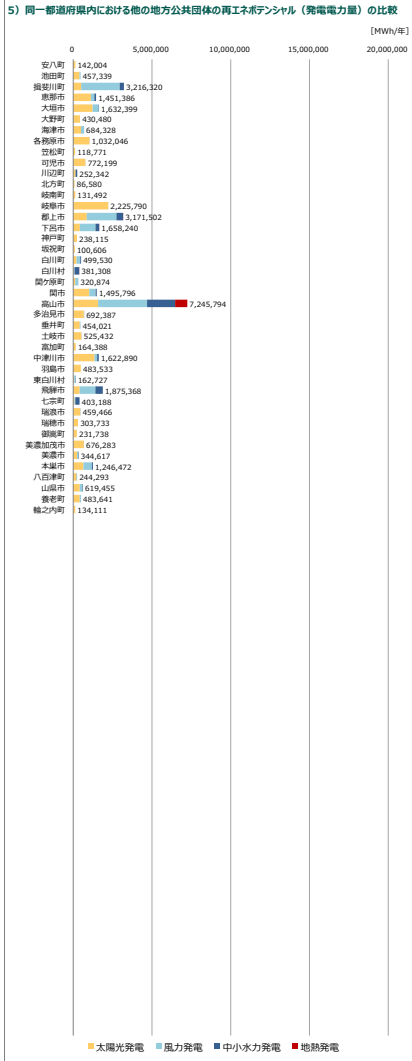 5）同一都道府県内における他の地方公共団体の再エネポテンシャル（発電電力量）の比較
[MWh/年]
0 5,000,000 10,000,000 15,000,000 20,000,000
安八町 142,004
池田町 457,339
揖斐川町 3,216,320
恵那市 1,451,386
大垣市 1,632,399
大野町 430,480
海津市 684,328
各務原市 1,032,046
笠松町 118,771
可児市 772,199
川辺町 252,342
北方町 86,580
岐南町 131,492
岐阜市 2,225,790
郡上市 3,171,502
下呂市 1,658,240
神戸町 238,115
坂祝町 100,606
白川町 499,530
白川村 381,308
関ケ原町 320,874
関市 1,495,796
高山市 7,245,794
多治見市 692,387
垂井町 454,021
土岐市 525,432
富加町 164,388
中津川市 1,622,890
羽島市 483,533
東白川村 162,727
飛騨市 1,875,368
七宗町 403,188
瑞浪市 459,466
瑞穂市 303,733
御嵩町 231,738
美濃加茂市 676,283
美濃市 344,617
本巣市 1,246,472
八百津町 244,293
山県市 619,455
養老町 483,641
輪之内町 134,111
太陽光発電 風力発電 中小水力発電 地熱発電